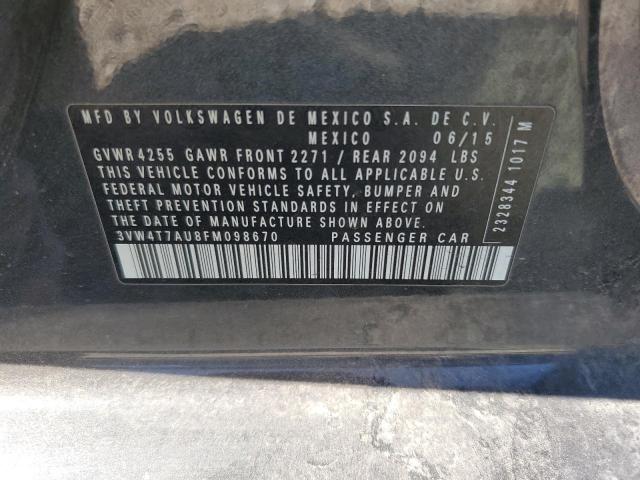 MFD BY VOLKSWAGEN DE MEXICO S.A. DE C.V.
MEXICO 06/15
GVWR 4255 GAWR FRONT 2271 / REAR 2094 LBS
THIS VEHICLE CONFORMS TO ALL APPLICABLE U.S.
FEDERAL MOTOR VEHICLE SAFETY, BUMPER AND
THEFT PREVENTION STANDARDS IN EFFECT ON
THE DATE OF MANUFACTURE SHOWN ABOVE.
3VW4T7AU8FM098670 PASSENGER CAR
2328344 1017 M